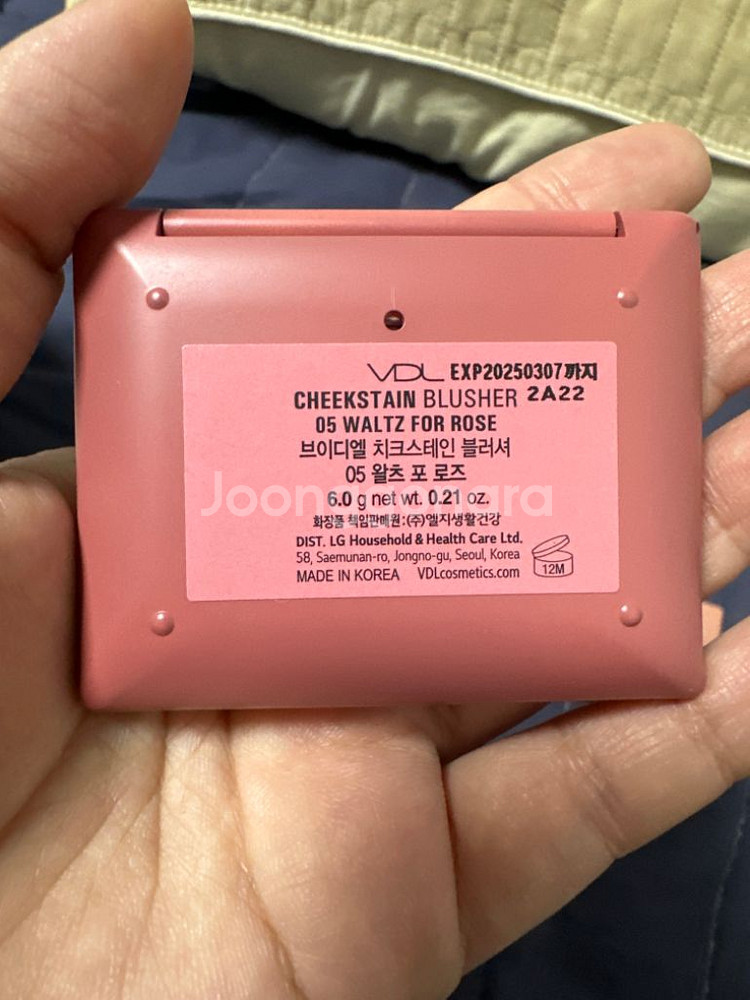 VDL EXP20250307까지
CHEEKSTAIN BLUSHER 2A22
05 WALTZ FOR ROSE
브이디엘 치크스테인 블러셔
05 왈츠 포 로즈
Joongonara
6.0 g net wt. 0.21 oz.
화장품 책임판매원:(주)엘지생활건강
DIST. LG Household & Health Care Ltd.
58, Saemunan-ro, Jongno-gu, Seoul, Korea
MADE IN KOREA VDLcosmetics.com 12M